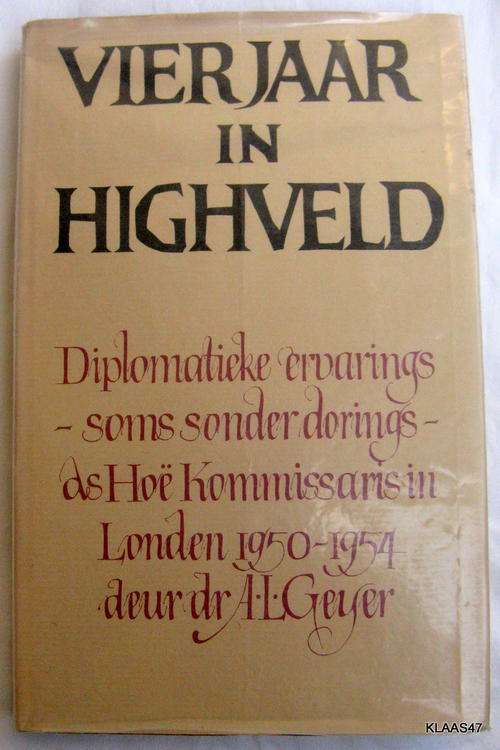 VIER JAAR
IN
HIGHVELD
Diplomatieke ervarings
- soms sonder dorings -
as Hoë Kommissaris in
Londen 1950-1954
deur dr A.L. Geyer
KLAAS47